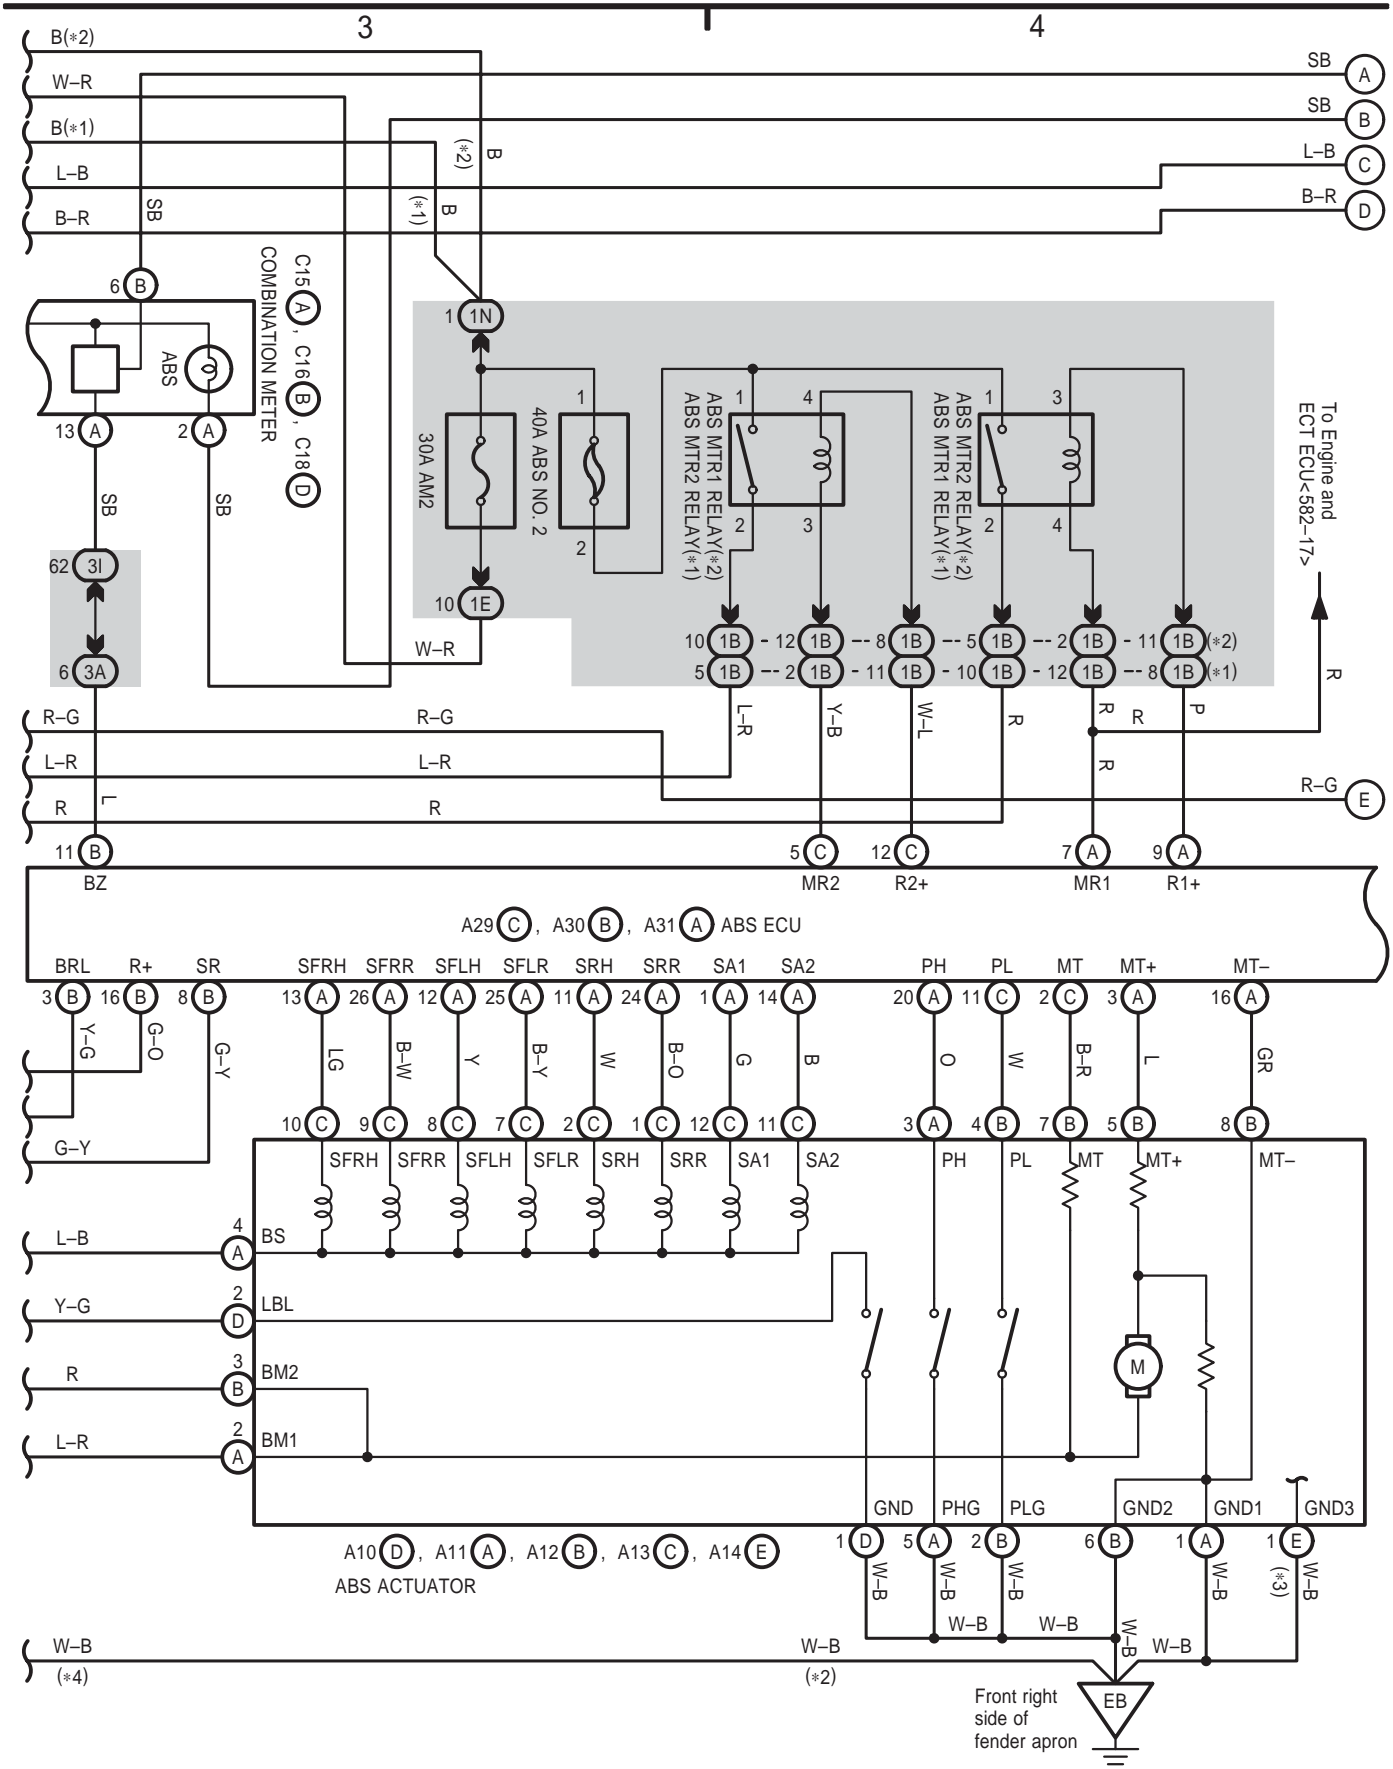 3 4
B(∗2)
SB A
W–R
SB B
B(∗1)
B (∗2)
L–B
L–B C
B–R
B (∗1)
B–R D
SB
6 B
C15 A , C16 B , C18 D
COMBINATION METER
ABS
1 1N
13 A 2 A
SB SB
30A AM2
1
40A ABS NO. 2
2
1 4
ABS MTR1 RELAY(∗2)
ABS MTR2 RELAY(∗1)
2 3
1 3
ABS MTR2 RELAY(∗2)
ABS MTR1 RELAY(∗1)
2 4
To Engine and
ECT ECU<582–17>
62 3I
10 1E
W–R
6 3A
10 1B - 12 1B -- 8 1B -- 5 1B -- 2 1B - 11 1B (∗2)
5 1B -- 2 1B - 11 1B - 10 1B - 12 1B -- 8 1B (∗1)
R
R–G R–G
L–R Y–B W–L R R R P
L–R L–R
R
R–G E
L
R R
11 B 5 C 12 C 7 A 9 A
BZ MR2 R2+ MR1 R1+
A29 C , A30 B , A31 A ABS ECU
BRL R+ SR SFRH SFRR SFLH SFLR SRH SRR SA1 SA2 PH PL MT MT+ MT–
3 B 16 B 8 B 13 A 26 A 12 A 25 A 11 A 24 A 1 A 14 A 20 A 11 C 2 C 3 A 16 A
Y–G G–O G–Y LG B–W Y B–Y W B–O G B O W B–R L GR
10 C 9 C 8 C 7 C 2 C 1 C 12 C 11 C 3 A 4 B 7 B 5 B 8 B
G–Y
SFRH SFRR SFLH SFLR SRH SRR SA1 SA2 PH PL MT MT+ MT–
L–B 4 A BS
Y–G 2 D LBL
R 3 B BM2
M
L–R 2 A BM1
GND PHG PLG GND2 GND1 GND3
1 D 5 A 2 B 6 B 1 A 1 E
A10 D , A11 A , A12 B , A13 C , A14 E
ABS ACTUATOR
W–B W–B W–B W–B W–B W–B (∗3)
W–B W–B
W–B W–B W–B
(∗4) (∗2)
Front right
side of
fender apron
EB